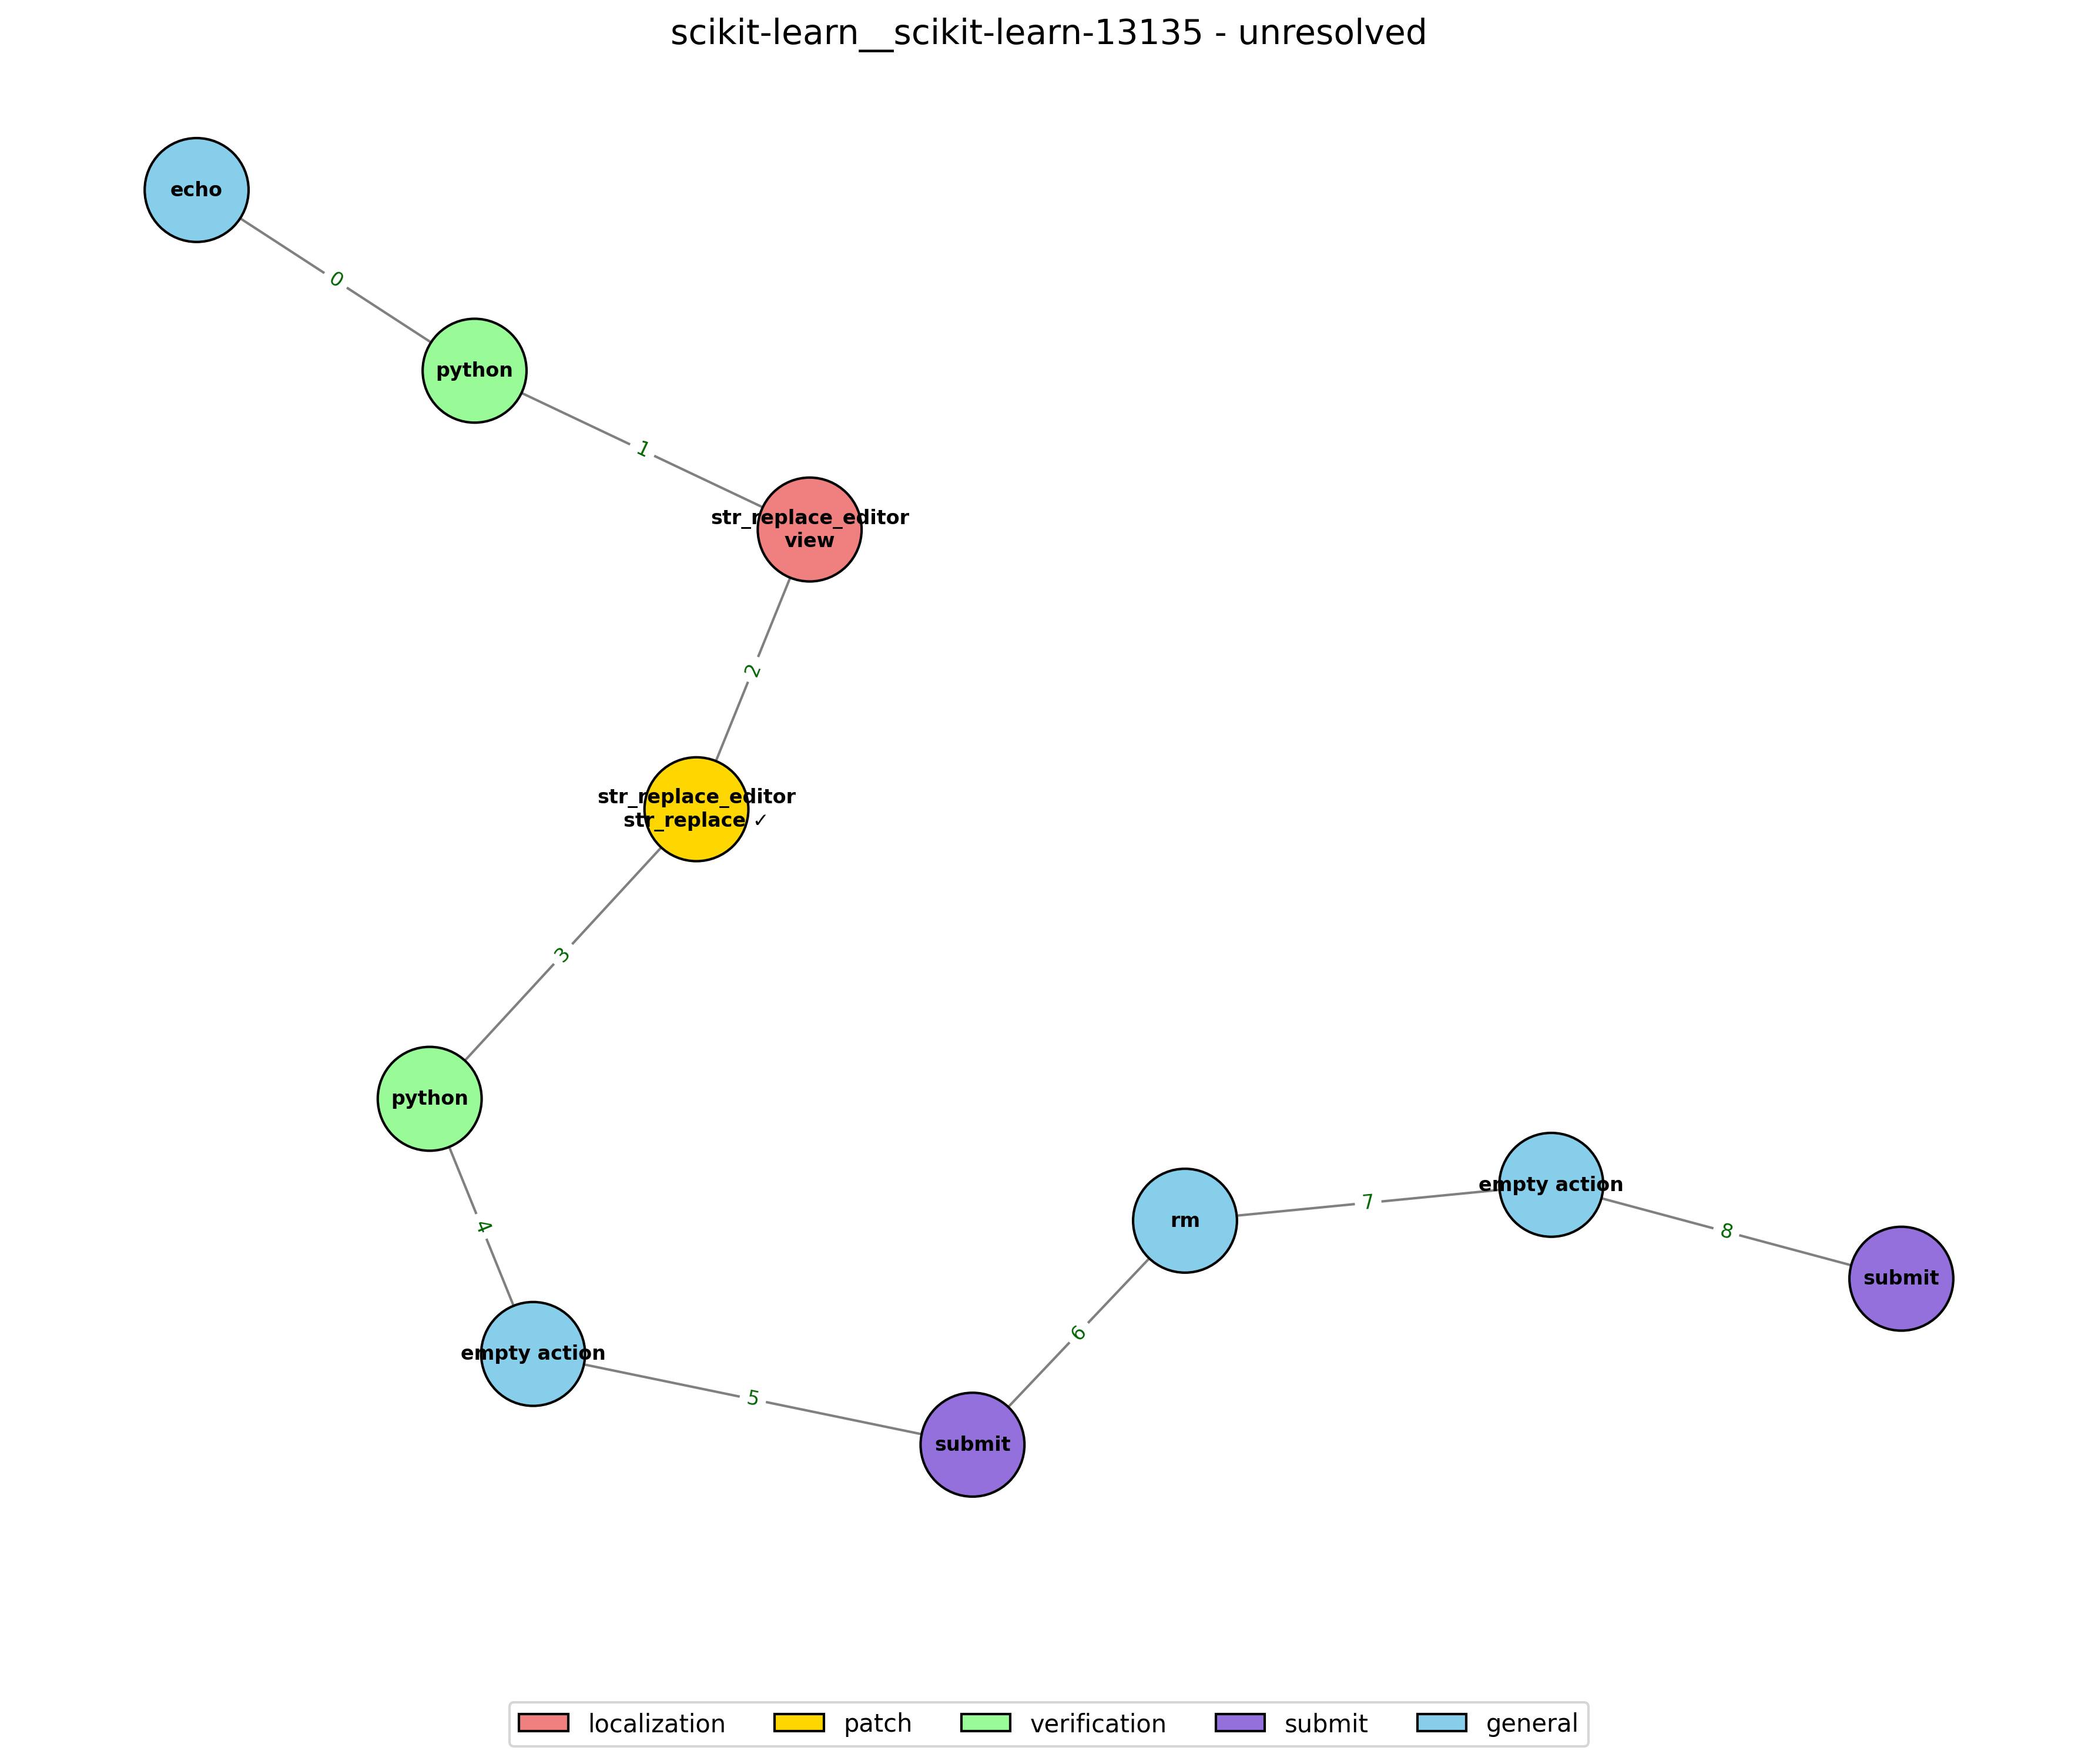 scikit-learn__scikit-learn-13135 - unresolved
echo
0
python
1
str_replace_editor
view
2
str_replace_editor
str_replace ✓
3
python
4
empty action
5
submit
6
rm
7
empty action
8
submit
localization
patch
verification
submit
general